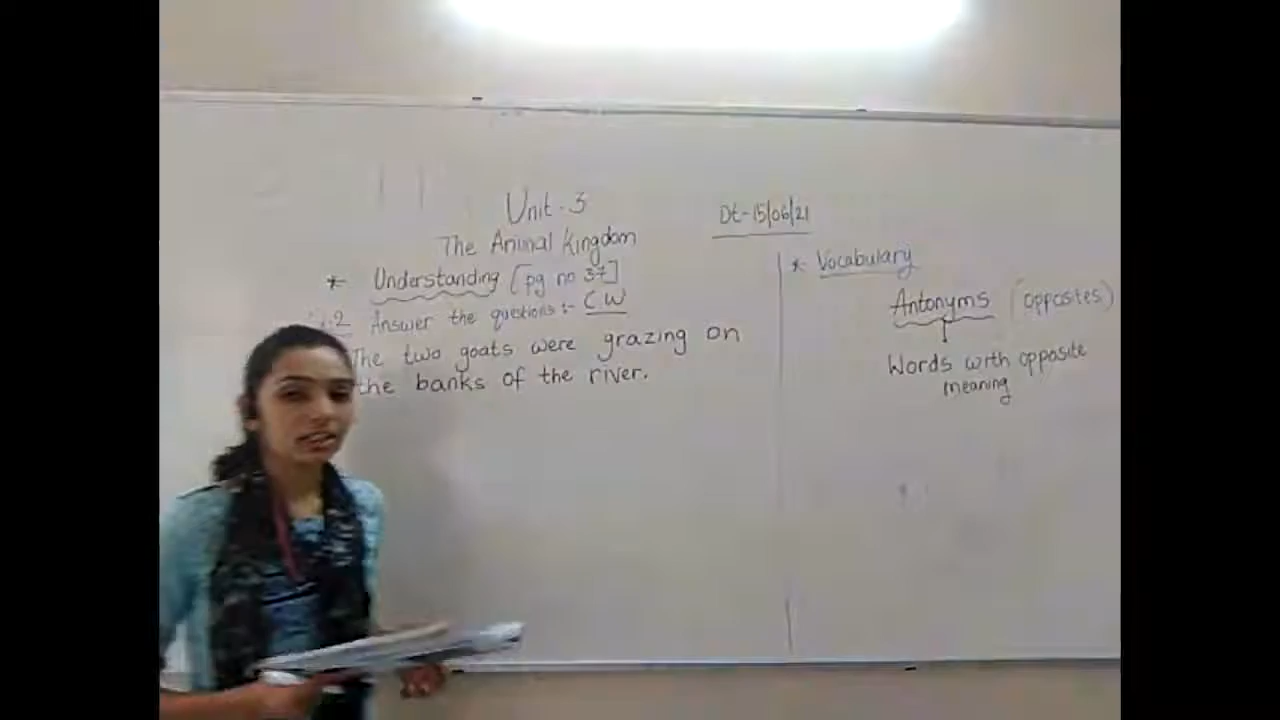 Unit-3
Dt-15/06/21
The Animal Kingdom
* Understanding [pg no 37]
2 Answer the questions:- C.W
The two goats were grazing on
the banks of the river.
* Vocabulary
Antonyms (opposites)
Words with opposite
meaning